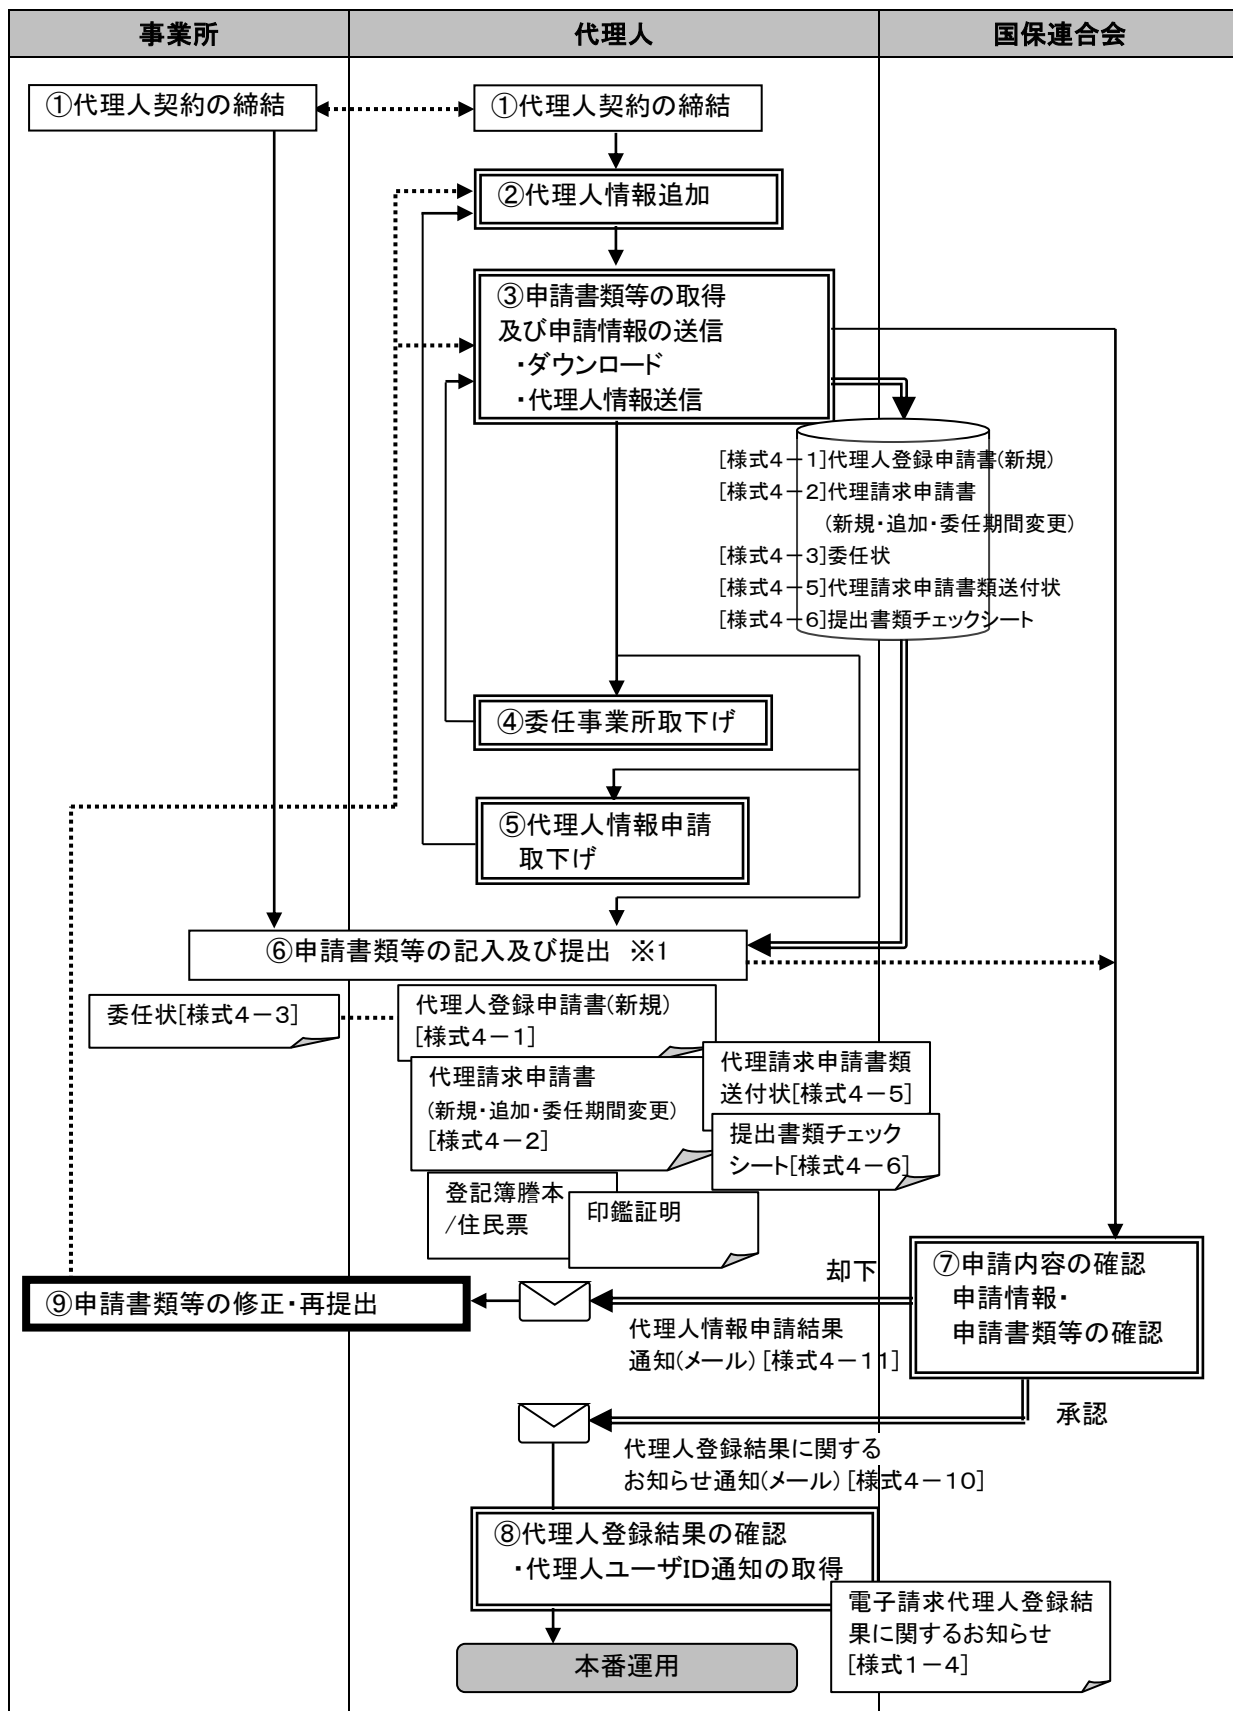 事業所
代理人
国保連合会
①代理人契約の締結
①代理人契約の締結
②代理人情報追加
③申請書類等の取得
及び申請情報の送信
・ダウンロード
・代理人情報送信
[様式4－1]代理人登録申請書(新規)
[様式4－2]代理請求申請書
(新規・追加・委任期間変更)
[様式4－3]委任状
[様式4－5]代理請求申請書類送付状
[様式4－6]提出書類チェックシート
④委任事業所取下げ
⑤代理人情報申請
取下げ
⑥申請書類等の記入及び提出 ※1
委任状[様式4－3]
代理人登録申請書(新規)
[様式4－1]
代理請求申請書
(新規・追加・委任期間変更)
[様式4－2]
代理請求申請書類
送付状[様式4－5]
提出書類チェック
シート[様式4－6]
登記簿謄本
/住民票
印鑑証明
⑦申請内容の確認
申請情報・
申請書類等の確認
却下
⑨申請書類等の修正・再提出
代理人情報申請結果
通知(メール)[様式4－11]
承認
代理人登録結果に関する
お知らせ通知(メール)[様式4－10]
⑧代理人登録結果の確認
・代理人ユーザID通知の取得
電子請求代理人登録結
果に関するお知らせ
[様式1－4]
本番運用